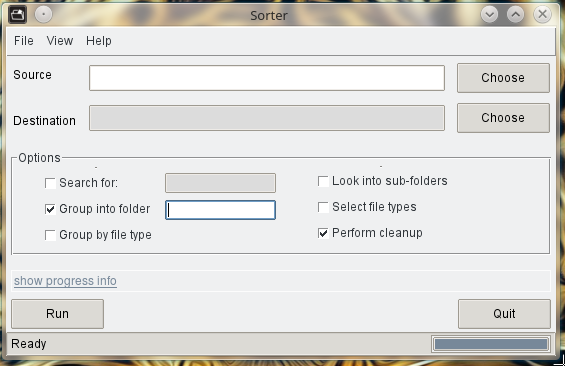 Sorter
File View Help
Source Choose
Destination Choose
Options
Search for: Look into sub-folders
Group into folder Select file types
Group by file type Perform cleanup
show progress info
Run Quit
Ready